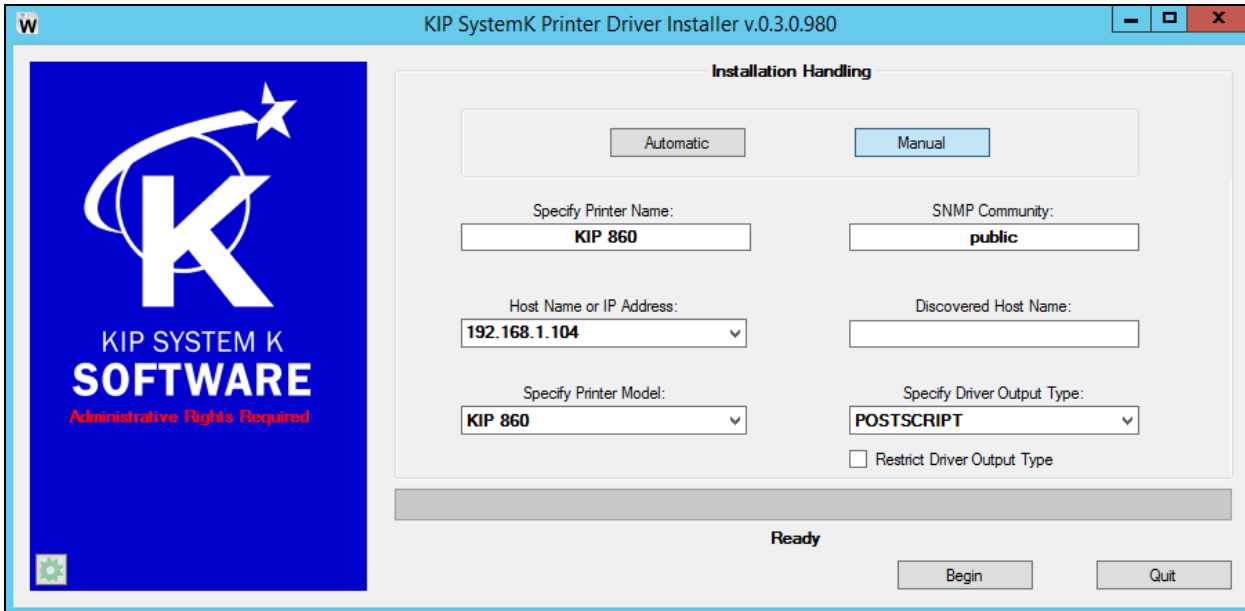 W
KIP SystemK Printer Driver Installer v.0.3.0.980
K
KIP SYSTEM K
SOFTWARE
Administrative Rights Required
Installation Handling
Automatic
Manual
Specify Printer Name:
SNMP Community:
KIP 860
public
Host Name or IP Address:
Discovered Host Name:
192.168.1.104
Specify Printer Model:
Specify Driver Output Type:
KIP 860
POSTSCRIPT
Restrict Driver Output Type
Ready
Begin
Quit